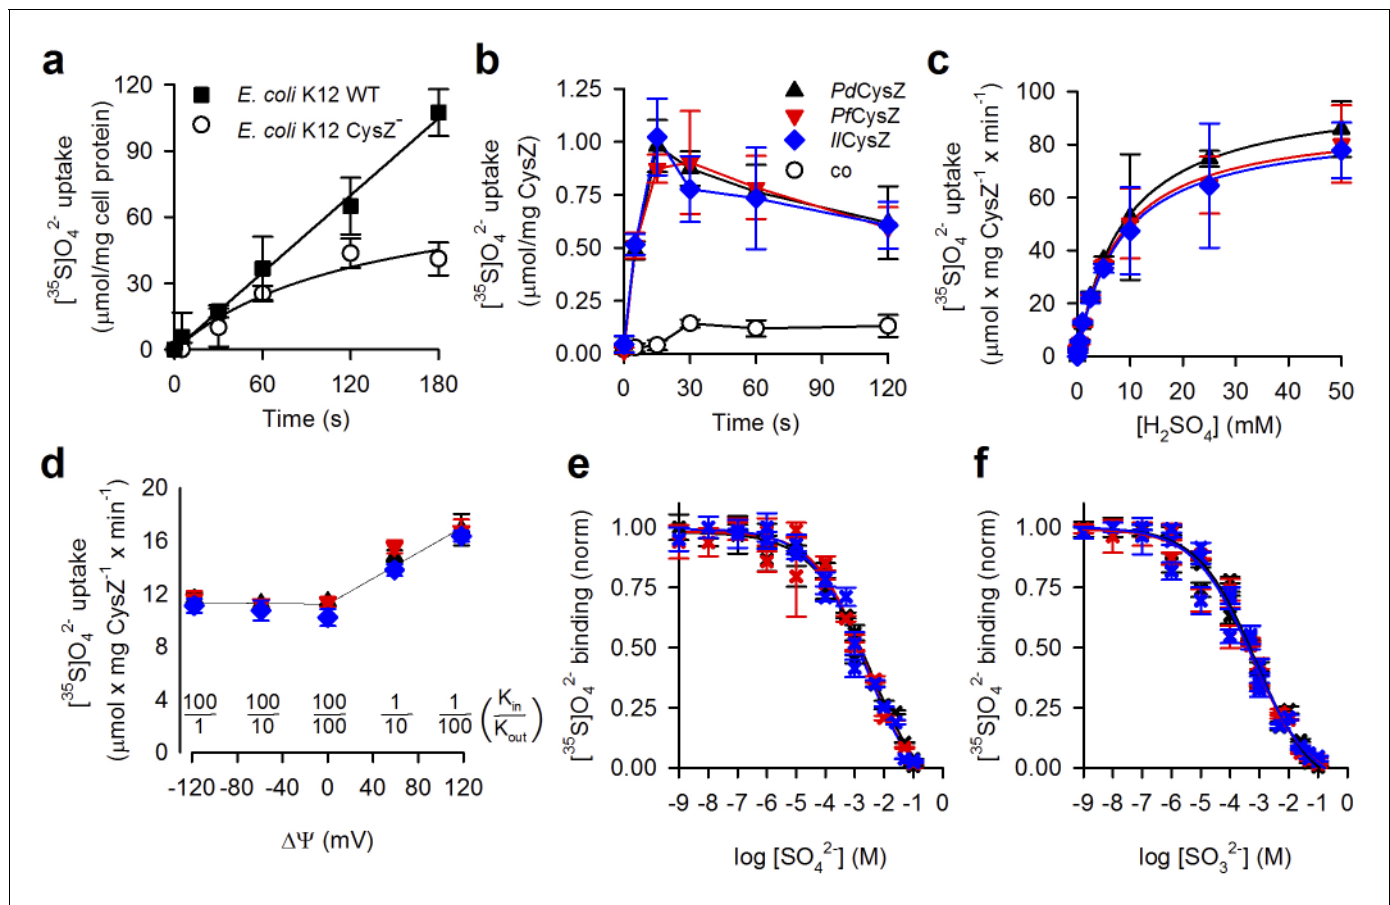 a
120
90
60
30
0
[³⁵S]O₄²⁻ uptake
(μmol/mg cell protein)
E. coli K12 WT
E. coli K12 CysZ⁻
0 60 120 180
Time (s)
b
1.25
1.00
0.75
0.50
0.25
0.00
[³⁵S]O₄²⁻ uptake
(μmol/mg CysZ)
PdCysZ
PfCysZ
IlCysZ
co
0 30 60 90 120
Time (s)
c
100
80
60
40
20
0
[³⁵S]O₄²⁻ uptake
(μmol x mg CysZ⁻¹ x min⁻¹)
0 10 20 30 40 50
[H₂SO₄] (mM)
d
20
16
12
8
4
0
[³⁵S]O₄²⁻ uptake
(μmol x mg CysZ⁻¹ x min⁻¹)
100 100 100 1 1 (K_in
1 10 100 10 100 K_out)
-120 -80 -40 0 40 80 120
ΔΨ (mV)
e
1.00
0.75
0.50
0.25
0.00
[³⁵S]O₄²⁻ binding (norm)
-9 -8 -7 -6 -5 -4 -3 -2 -1 0
log [SO₄²⁻] (M)
f
1.00
0.75
0.50
0.25
0.00
[³⁵S]O₄²⁻ binding (norm)
-9 -8 -7 -6 -5 -4 -3 -2 -1 0
log [SO₃²⁻] (M)